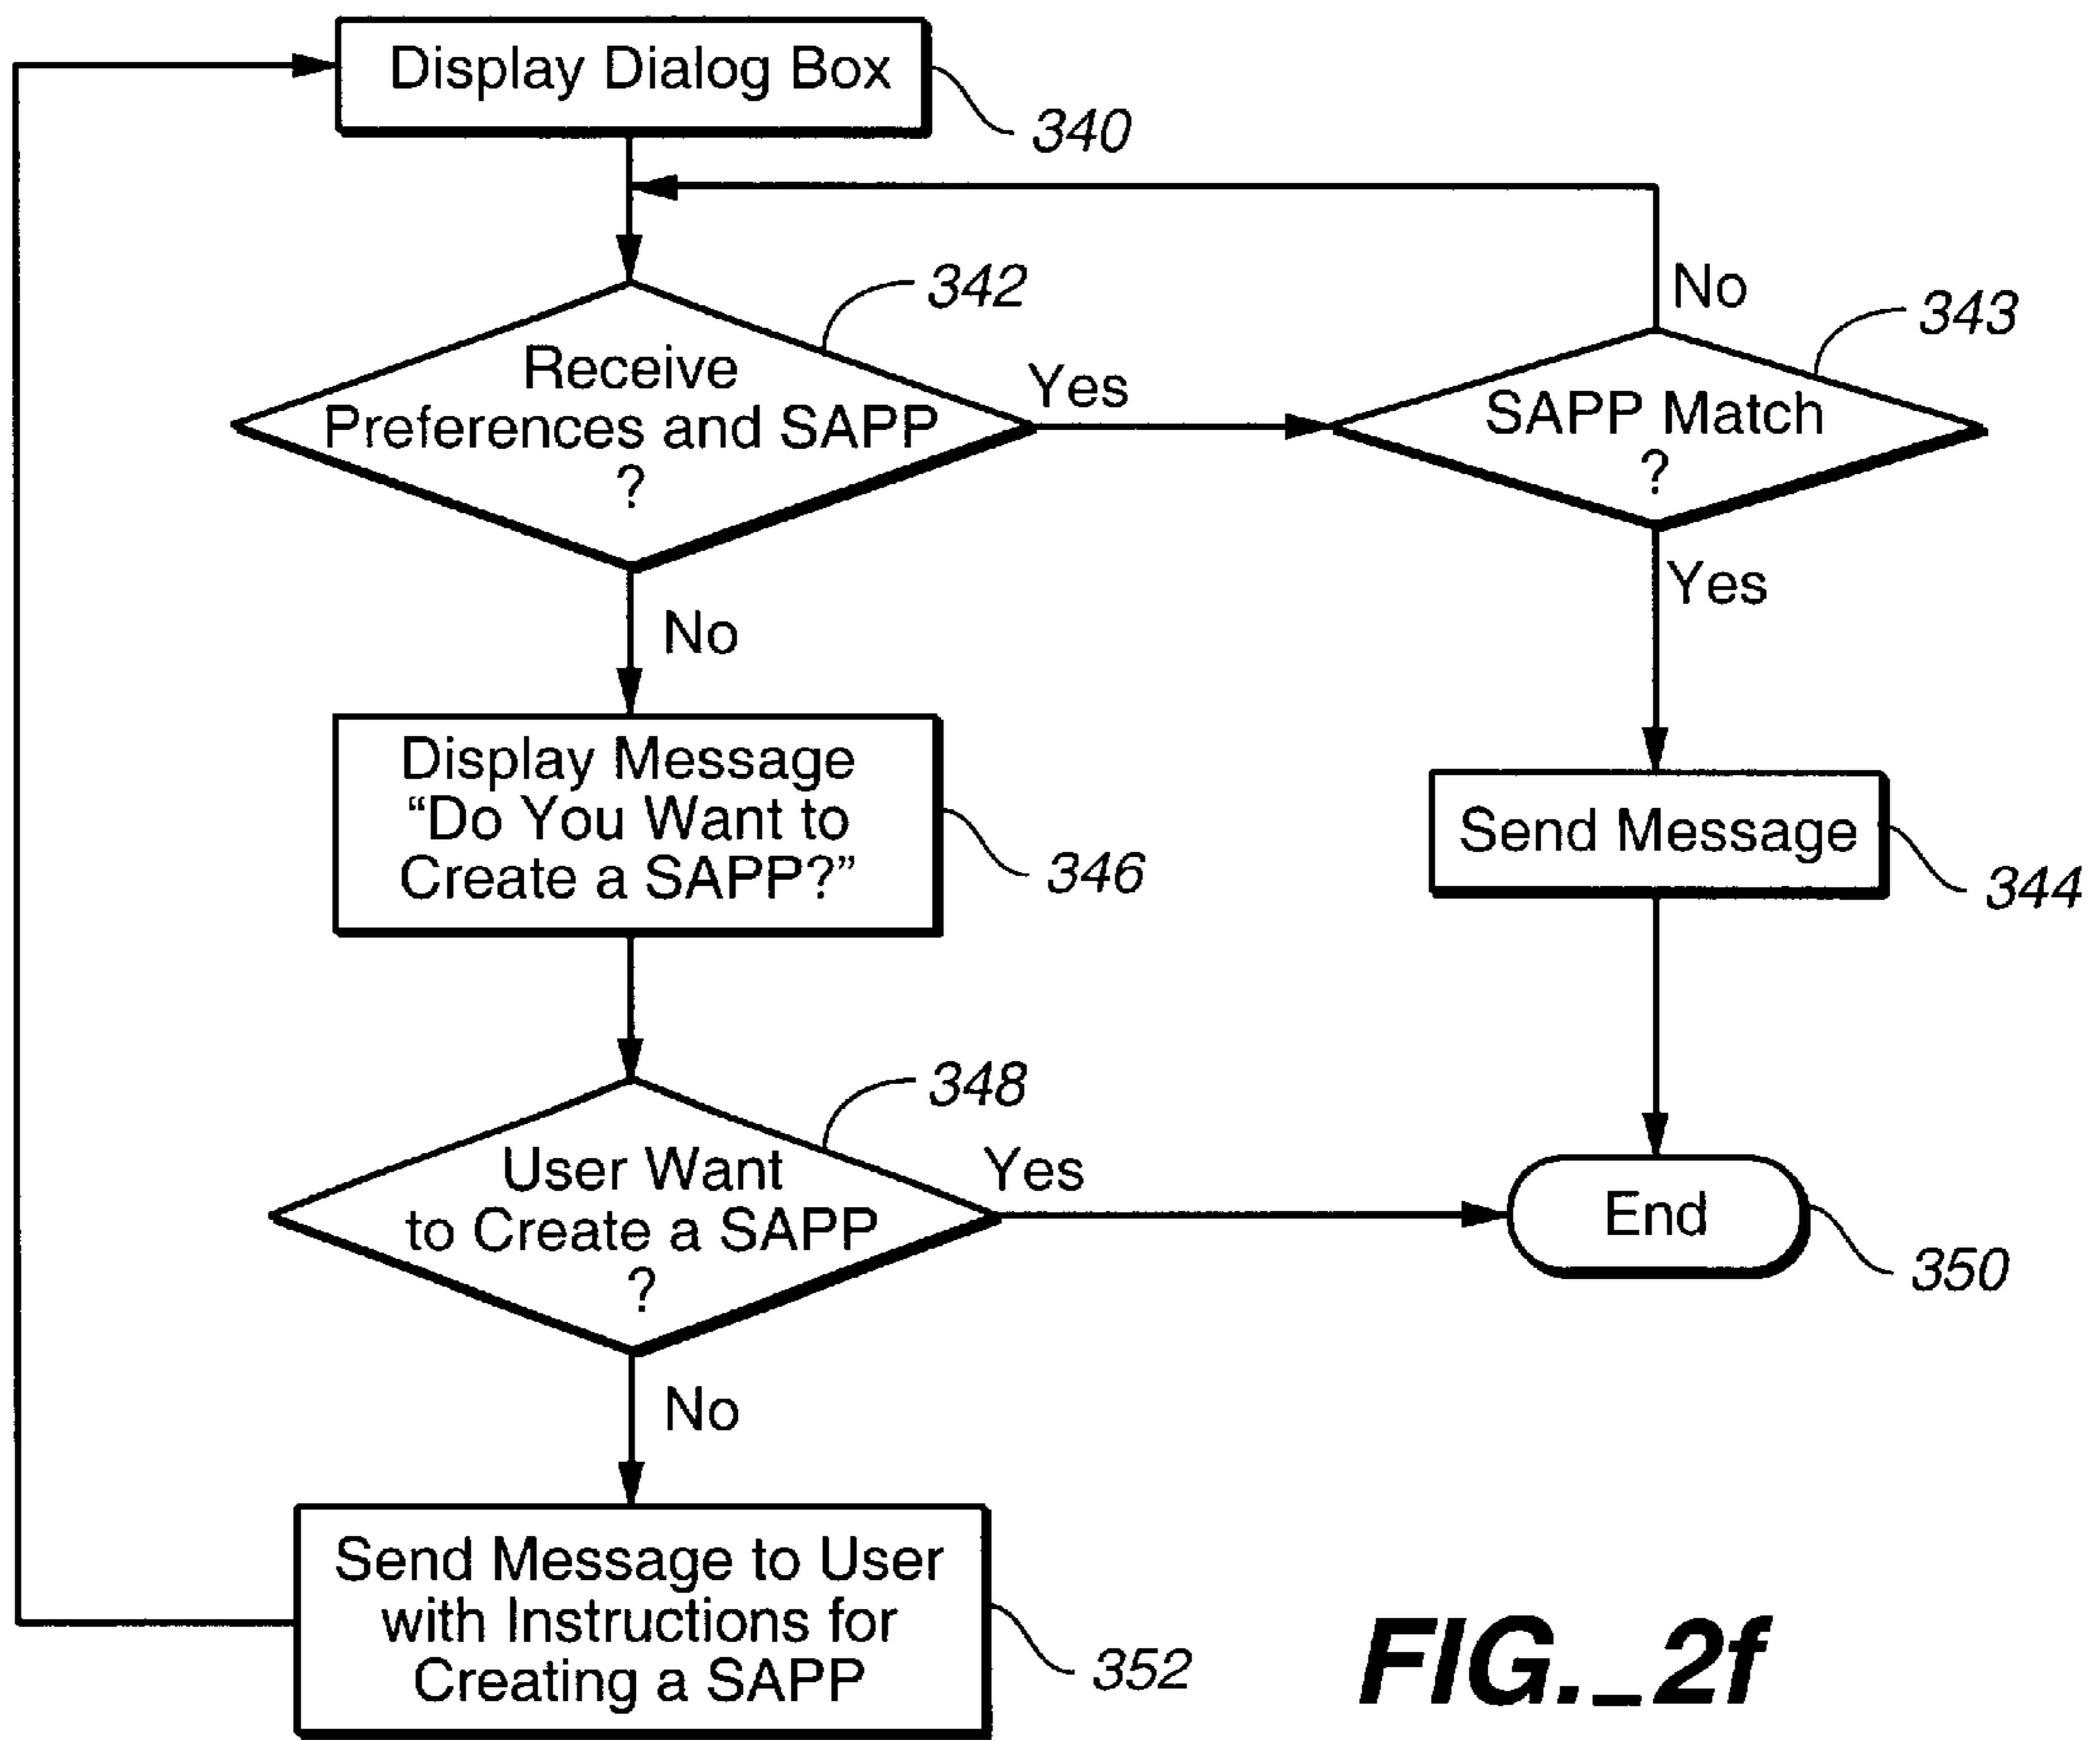 Display Dialog Box
340
342
Receive
Preferences and SAPP
?
Yes
No
343
SAPP Match
?
No
Yes
Display Message
“Do You Want to
Create a SAPP?”
346
Send Message
344
348
User Want
to Create a SAPP
?
Yes
End
350
No
Send Message to User
with Instructions for
Creating a SAPP
352
FIG._2f